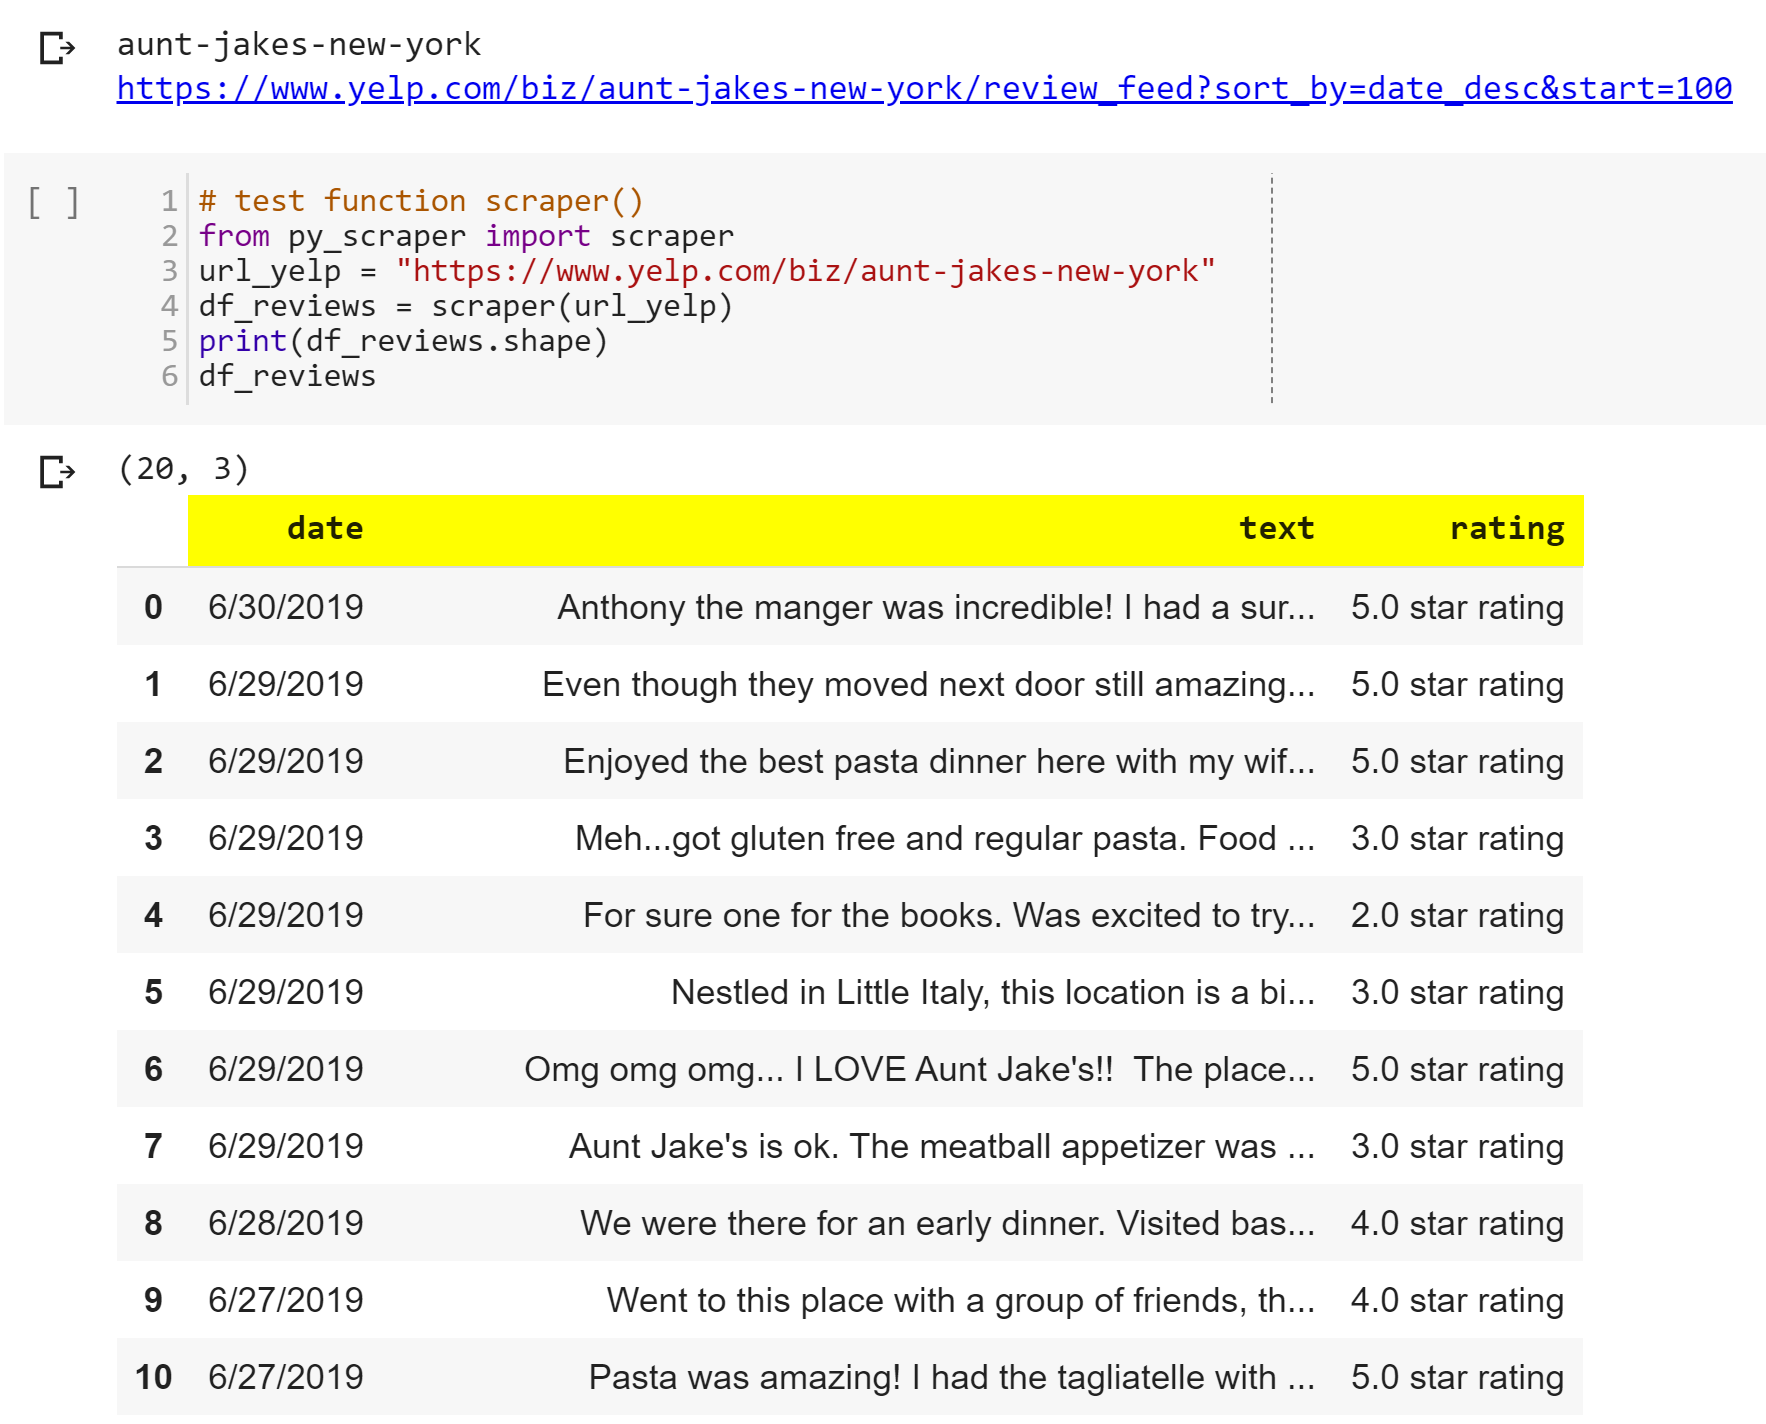 aunt-jakes-new-york
https://www.yelp.com/biz/aunt-jakes-new-york/review_feed?sort_by=date_desc&start=100
[ ] 1 # test function scraper()
2 from py_scraper import scraper
3 url_yelp = "https://www.yelp.com/biz/aunt-jakes-new-york"
4 df_reviews = scraper(url_yelp)
5 print(df_reviews.shape)
6 df_reviews
(20, 3)
date text rating
0 6/30/2019 Anthony the manger was incredible! I had a sur... 5.0 star rating
1 6/29/2019 Even though they moved next door still amazing... 5.0 star rating
2 6/29/2019 Enjoyed the best pasta dinner here with my wif... 5.0 star rating
3 6/29/2019 Meh...got gluten free and regular pasta. Food ... 3.0 star rating
4 6/29/2019 For sure one for the books. Was excited to try... 2.0 star rating
5 6/29/2019 Nestled in Little Italy, this location is a bi... 3.0 star rating
6 6/29/2019 Omg omg omg... I LOVE Aunt Jake's!!  The place... 5.0 star rating
7 6/29/2019 Aunt Jake's is ok. The meatball appetizer was ... 3.0 star rating
8 6/28/2019 We were there for an early dinner. Visited bas... 4.0 star rating
9 6/27/2019 Went to this place with a group of friends, th... 4.0 star rating
10 6/27/2019 Pasta was amazing! I had the tagliatelle with ... 5.0 star rating